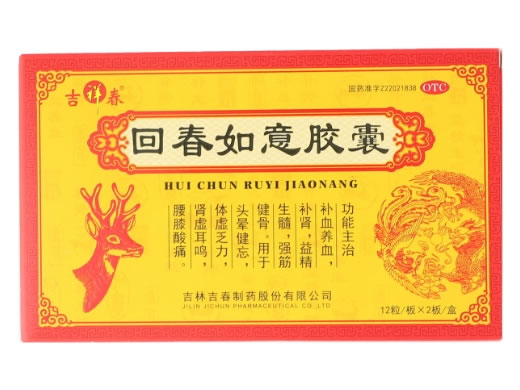 吉祥春
国药准字Z22021838 OTC
回春如意胶囊
HUI CHUN RUYI JIAONANG
功能主治
补血养血，
补肾，益精
生髓，强筋
健骨。用于
头晕健忘，
体虚乏力，
肾虚耳鸣，
腰膝酸痛。
吉林吉春制药股份有限公司
JILIN JICHUN PHARMACEUTICAL CO.,LTD
12粒/板×2板/盒